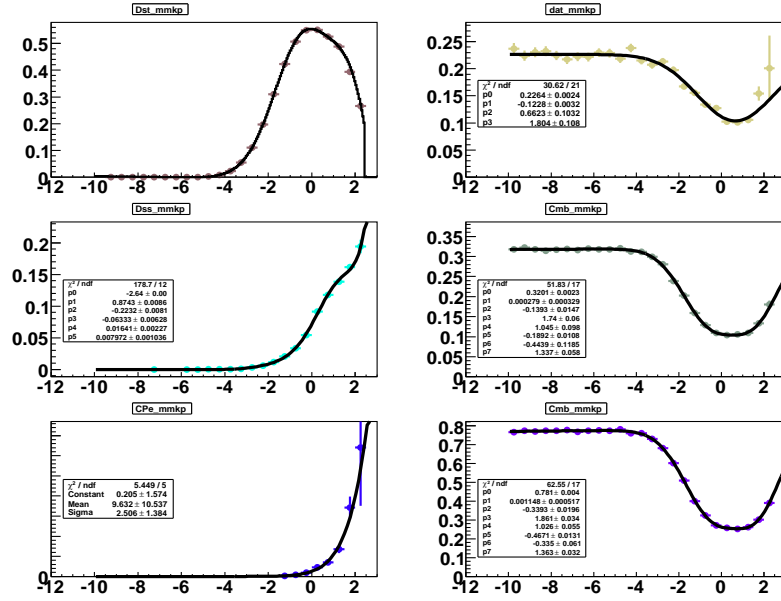 Dst_mmkp
0.5
0.4
0.3
0.2
0.1
0
-12 -10 -8 -6 -4 -2 0 2
dat_mmkp
χ² / ndf 30.62 / 21
p0 0.2264 ± 0.0024
p1 -0.1228 ± 0.0032
p2 0.6623 ± 0.1032
p3 1.804 ± 0.108
0.25
0.2
0.15
0.1
0.05
0
-12 -10 -8 -6 -4 -2 0 2
Dss_mmkp
χ² / ndf 178.7 / 12
p0 -2.64 ± 0.00
p1 0.8743 ± 0.0086
p2 -0.2232 ± 0.0081
p3 -0.06333 ± 0.00628
p4 0.01641 ± 0.00227
p5 0.007972 ± 0.001036
0.2
0.15
0.1
0.05
0
-12 -10 -8 -6 -4 -2 0 2
Cmb_mmkp
χ² / ndf 51.83 / 17
p0 0.3201 ± 0.0023
p1 0.000279 ± 0.000329
p2 -0.1393 ± 0.0147
p3 1.74 ± 0.06
p4 1.045 ± 0.098
p5 -0.1892 ± 0.0108
p6 -0.4439 ± 0.1185
p7 1.337 ± 0.058
0.35
0.3
0.25
0.2
0.15
0.1
0.05
0
-12 -10 -8 -6 -4 -2 0 2
CPe_mmkp
χ² / ndf 5.449 / 5
Constant 0.205 ± 1.574
Mean 9.632 ± 10.537
Sigma 2.506 ± 1.384
0
-12 -10 -8 -6 -4 -2 0 2
Cmb_mmkp
χ² / ndf 62.55 / 17
p0 0.781 ± 0.004
p1 0.001148 ± 0.000517
p2 -0.3393 ± 0.0196
p3 1.861 ± 0.034
p4 1.026 ± 0.055
p5 -0.4671 ± 0.0131
p6 -0.335 ± 0.061
p7 1.363 ± 0.032
0.8
0.7
0.6
0.5
0.4
0.3
0.2
0.1
0
-12 -10 -8 -6 -4 -2 0 2